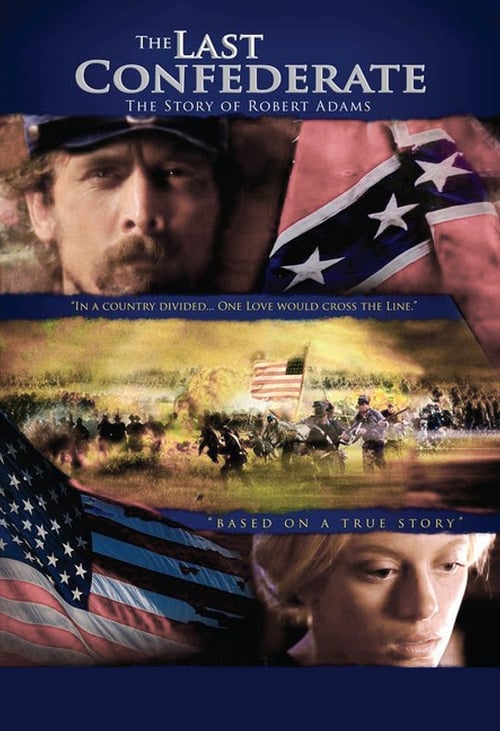 THE LAST
CONFEDERATE
THE STORY OF ROBERT ADAMS
"IN A COUNTRY DIVIDED... ONE LOVE WOULD CROSS THE LINE."
"BASED ON A TRUE STORY"